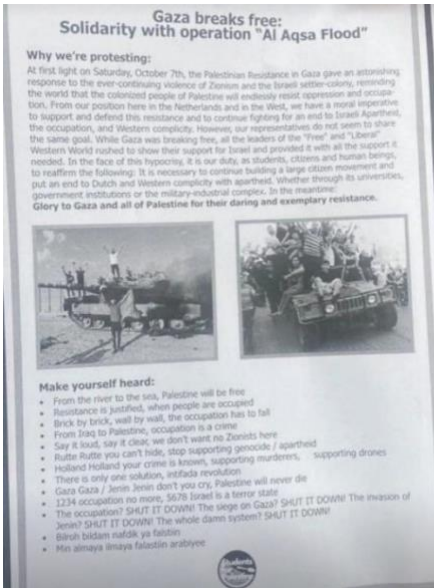 Gaza breaks free:
Solidarity with operation "Al Aqsa Flood"
Why we're protesting:
At first light on Saturday, October 7th, the Palestinian Resistance in Gaza gave an astonishing
response to the ever-continuing violence of Zionism and the Israeli settler-colony, reminding
the world that the colonized people of Palestine will endlessly resist oppression and occupa-
tion. From our position here in the Netherlands and in the West, we have a moral imperative
to support and defend this resistance and to continue fighting for an end to Israeli Apartheid,
the occupation, and Western complicity. However, our representatives do not seem to share
the same goal. While Gaza was breaking free, all the leaders of the "Free" and "Liberal"
Western World rushed to show their support for Israel and provided it with all the support it
needed. In the face of this hypocrisy, it is our duty, as students, citizens and human beings,
to reaffirm the following: It is necessary to continue building a large citizen movement and
put an end to Dutch and Western complicity with apartheid. Whether through its universities,
government institutions or the military-industrial complex. In the meantime:
Glory to Gaza and all of Palestine for their daring and exemplary resistance.
Make yourself heard:
• From the river to the sea, Palestine will be free
• Resistance is justified, when people are occupied
• Brick by brick, wall by wall, the occupation has to fall
• From Iraq to Palestine, occupation is a crime
• Say it loud, say it clear, we don't want no Zionists here
• Rutte Rutte you can't hide, stop supporting genocide / apartheid
• Holland Holland your crime is known, supporting murderers, supporting drones
• There is only one solution, intifada revolution
• Gaza Gaza / Jenin Jenin don't you cry, Palestine will never die
• 1234 occupation no more, 5678 Israel is a terror state
• The occupation? SHUT IT DOWN! The siege on Gaza? SHUT IT DOWN! The invasion of
Jenin? SHUT IT DOWN! The whole damn system? SHUT IT DOWN!
• Bilroh bildam nafdik ya falstiin
• Min almaya ilmaya falastiin arabiyee
Students